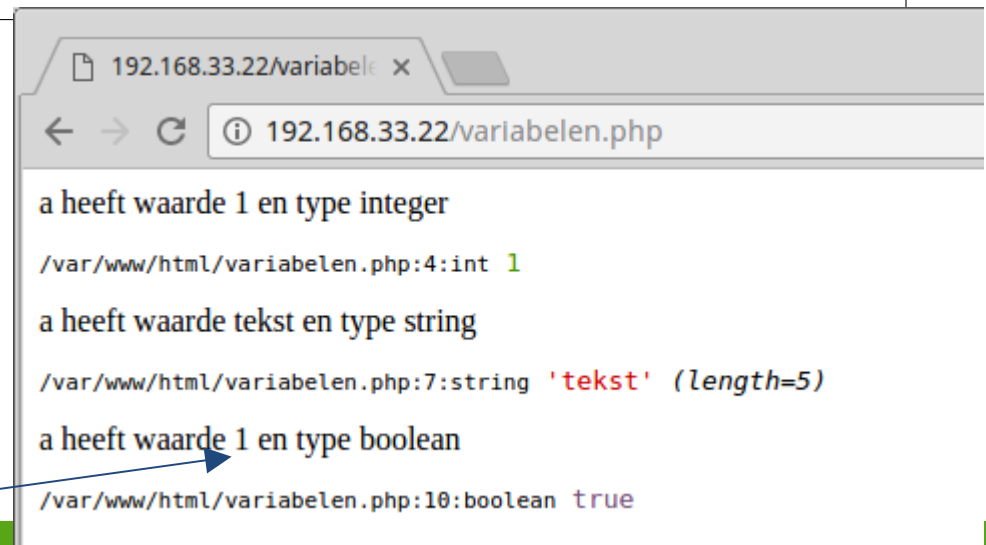 192.168.33.22/variabele
192.168.33.22/variabelen.php
a heeft waarde 1 en type integer
/var/www/html/variabelen.php:4:int 1
a heeft waarde tekst en type string
/var/www/html/variabelen.php:7:string 'tekst' (length=5)
a heeft waarde 1 en type boolean
/var/www/html/variabelen.php:10:boolean true